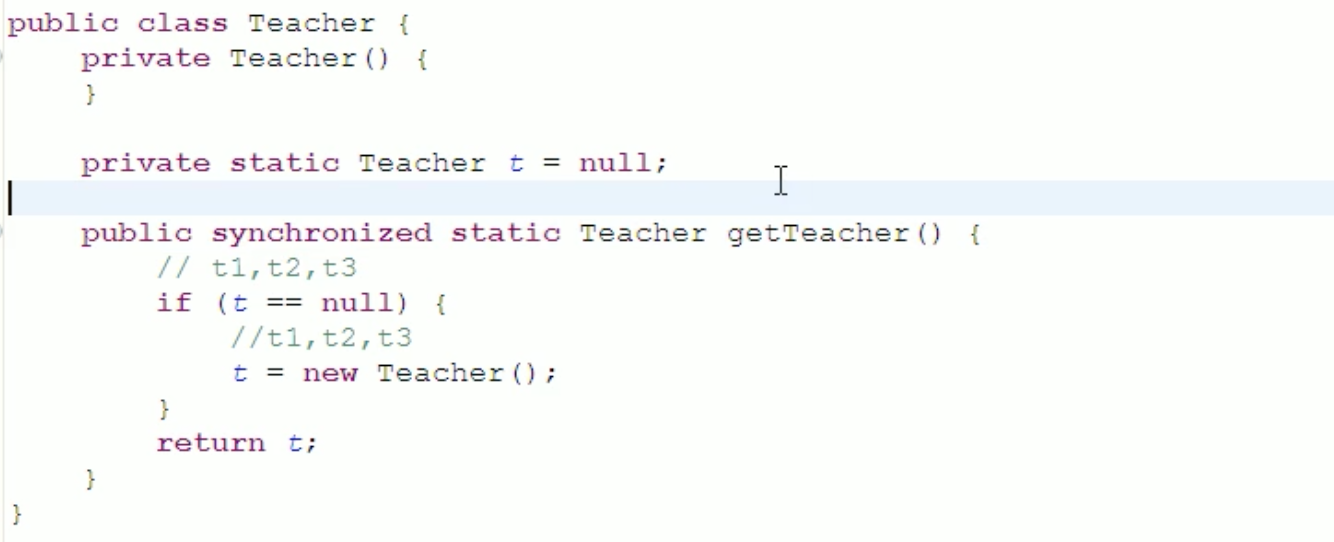 public class Teacher {
private Teacher() {
}
private static Teacher t = null;
public synchronized static Teacher getTeacher() {
// t1,t2,t3
if (t == null) {
//t1,t2,t3
t = new Teacher();
}
return t;
}
}